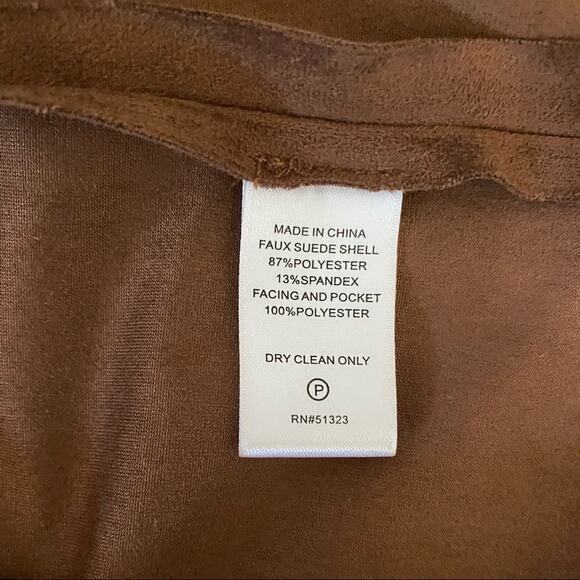 MADE IN CHINA
FAUX SUEDE SHELL
87%POLYESTER
13%SPANDEX
FACING AND POCKET
100%POLYESTER
DRY CLEAN ONLY
P
RN#51323